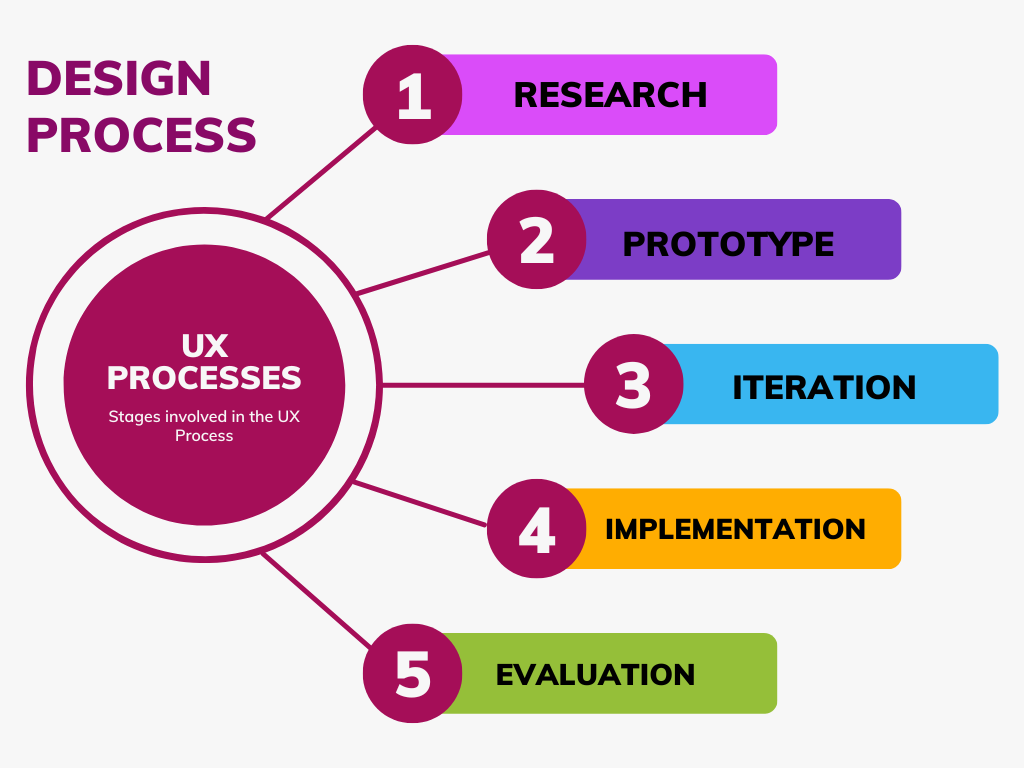 DESIGN
PROCESS
1
RESEARCH
2
PROTOTYPE
UX
PROCESSES
Stages involved in the UX
Process
3
ITERATION
4
IMPLEMENTATION
5
EVALUATION